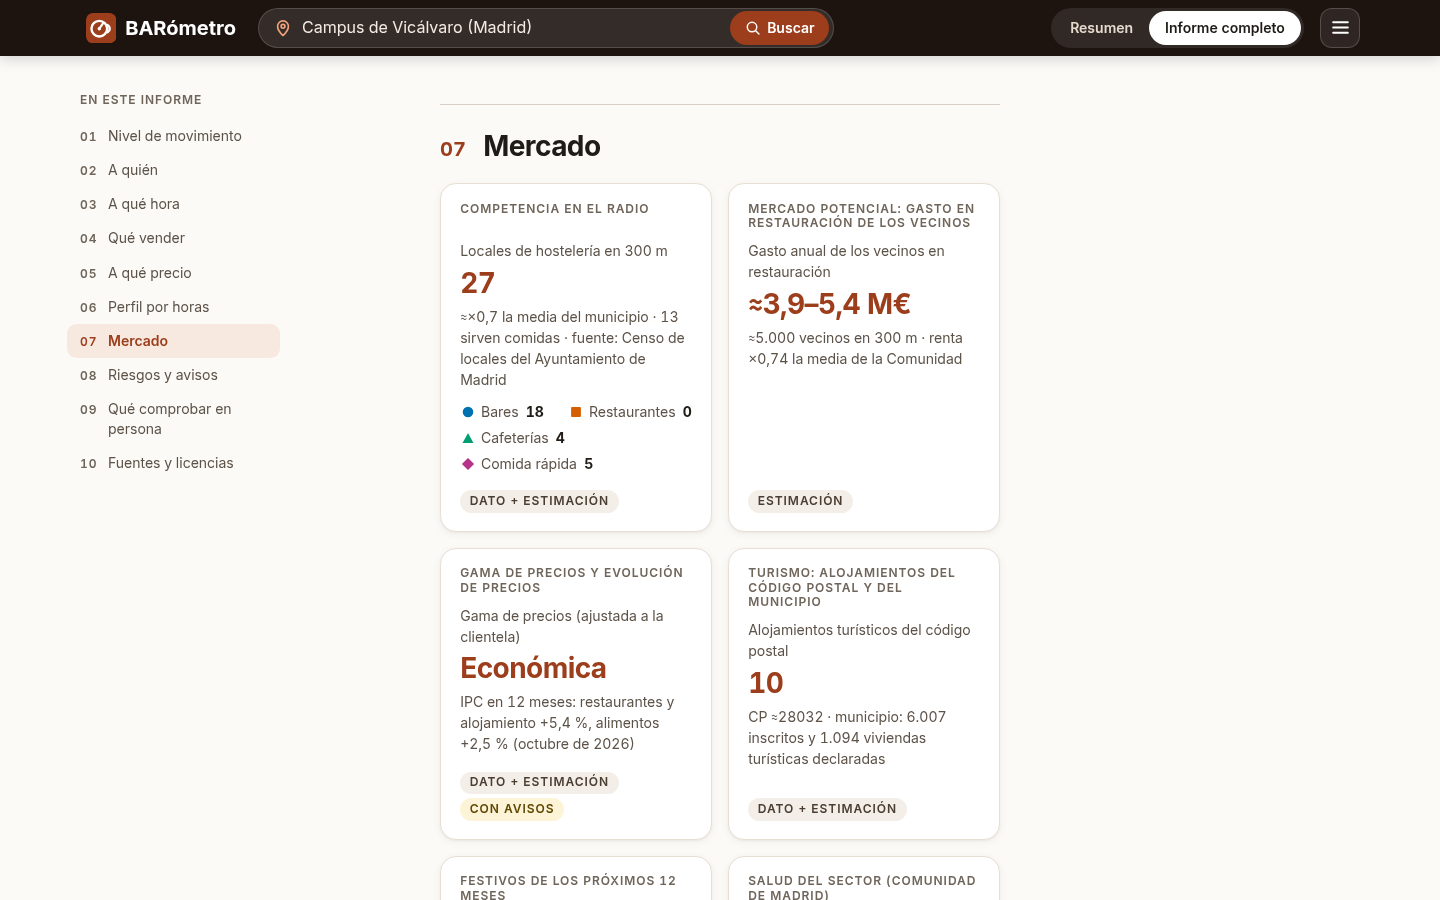 BARómetro
Campus de Vicálvaro (Madrid)
Buscar
Resumen
Informe completo
EN ESTE INFORME
01 Nivel de movimiento
02 A quién
03 A qué hora
04 Qué vender
05 A qué precio
06 Perfil por horas
07 Mercado
08 Riesgos y avisos
09 Qué comprobar en
persona
10 Fuentes y licencias
07 Mercado
COMPETENCIA EN EL RADIO
Locales de hostelería en 300 m
27
≈×0,7 la media del municipio · 13
sirven comidas · fuente: Censo de
locales del Ayuntamiento de
Madrid
Bares 18 Restaurantes 0
Cafeterías 4
Comida rápida 5
DATO + ESTIMACIÓN
MERCADO POTENCIAL: GASTO EN
RESTAURACIÓN DE LOS VECINOS
Gasto anual de los vecinos en
restauración
≈3,9–5,4 M€
≈5.000 vecinos en 300 m · renta
×0,74 la media de la Comunidad
ESTIMACIÓN
GAMA DE PRECIOS Y EVOLUCIÓN
DE PRECIOS
Gama de precios (ajustada a la
clientela)
Económica
IPC en 12 meses: restaurantes y
alojamiento +5,4 %, alimentos
+2,5 % (octubre de 2026)
DATO + ESTIMACIÓN
CON AVISOS
TURISMO: ALOJAMIENTOS DEL
CÓDIGO POSTAL Y DEL
MUNICIPIO
Alojamientos turísticos del código
postal
10
CP ≈28032 · municipio: 6.007
inscritos y 1.094 viviendas
turísticas declaradas
DATO + ESTIMACIÓN
FESTIVOS DE LOS PRÓXIMOS 12
MESES
SALUD DEL SECTOR (COMUNIDAD
DE MADRID)